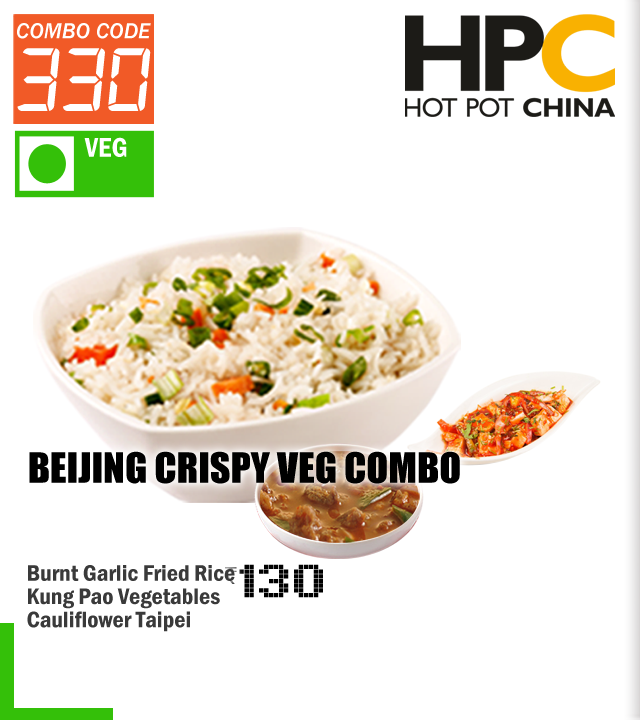 COMBO CODE
330
VEG
HPC
HOT POT CHINA
BEIJING CRISPY VEG COMBO
Burnt Garlic Fried Rice
₹130
Kung Pao Vegetables
Cauliflower Taipei